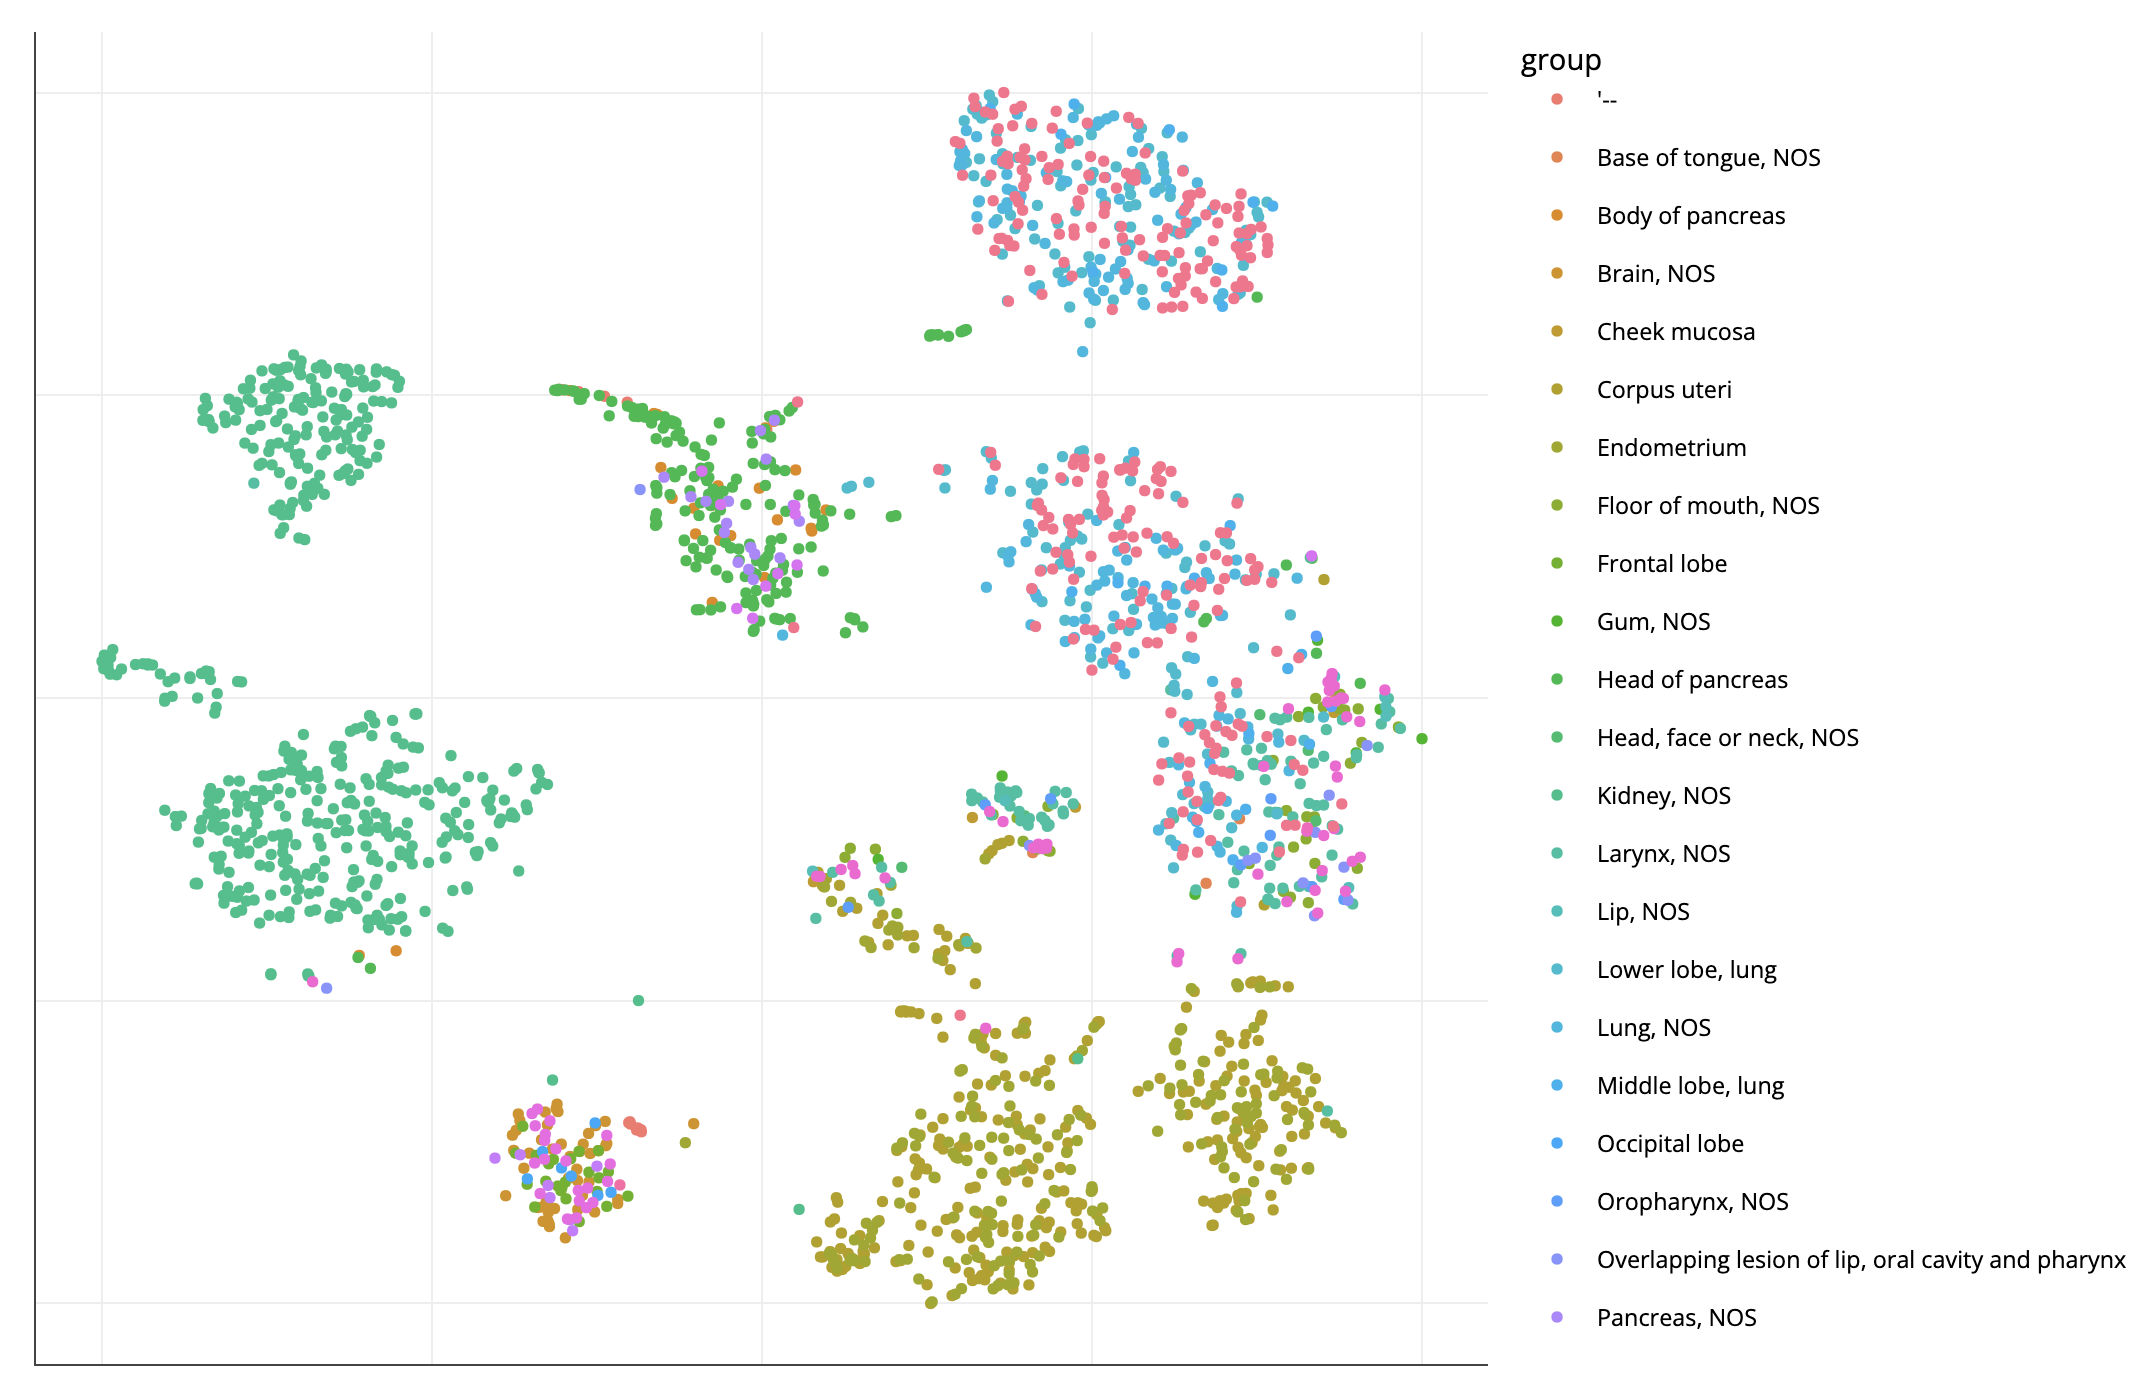 group
'--
Base of tongue, NOS
Body of pancreas
Brain, NOS
Cheek mucosa
Corpus uteri
Endometrium
Floor of mouth, NOS
Frontal lobe
Gum, NOS
Head of pancreas
Head, face or neck, NOS
Kidney, NOS
Larynx, NOS
Lip, NOS
Lower lobe, lung
Lung, NOS
Middle lobe, lung
Occipital lobe
Oropharynx, NOS
Overlapping lesion of lip, oral cavity and pharynx
Pancreas, NOS